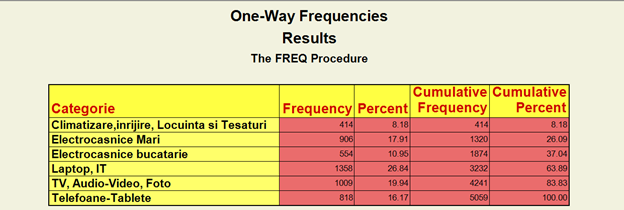 One-Way Frequencies
Results
The FREQ Procedure
Categorie Frequency Percent Cumulative Frequency Cumulative Percent
Climatizare,inrijire, Locuinta si Tesaturi 414 8.18 414 8.18
Electrocasnice Mari 906 17.91 1320 26.09
Electrocasnice bucatarie 554 10.95 1874 37.04
Laptop, IT 1358 26.84 3232 63.89
TV, Audio-Video, Foto 1009 19.94 4241 83.83
Telefoane-Tablete 818 16.17 5059 100.00